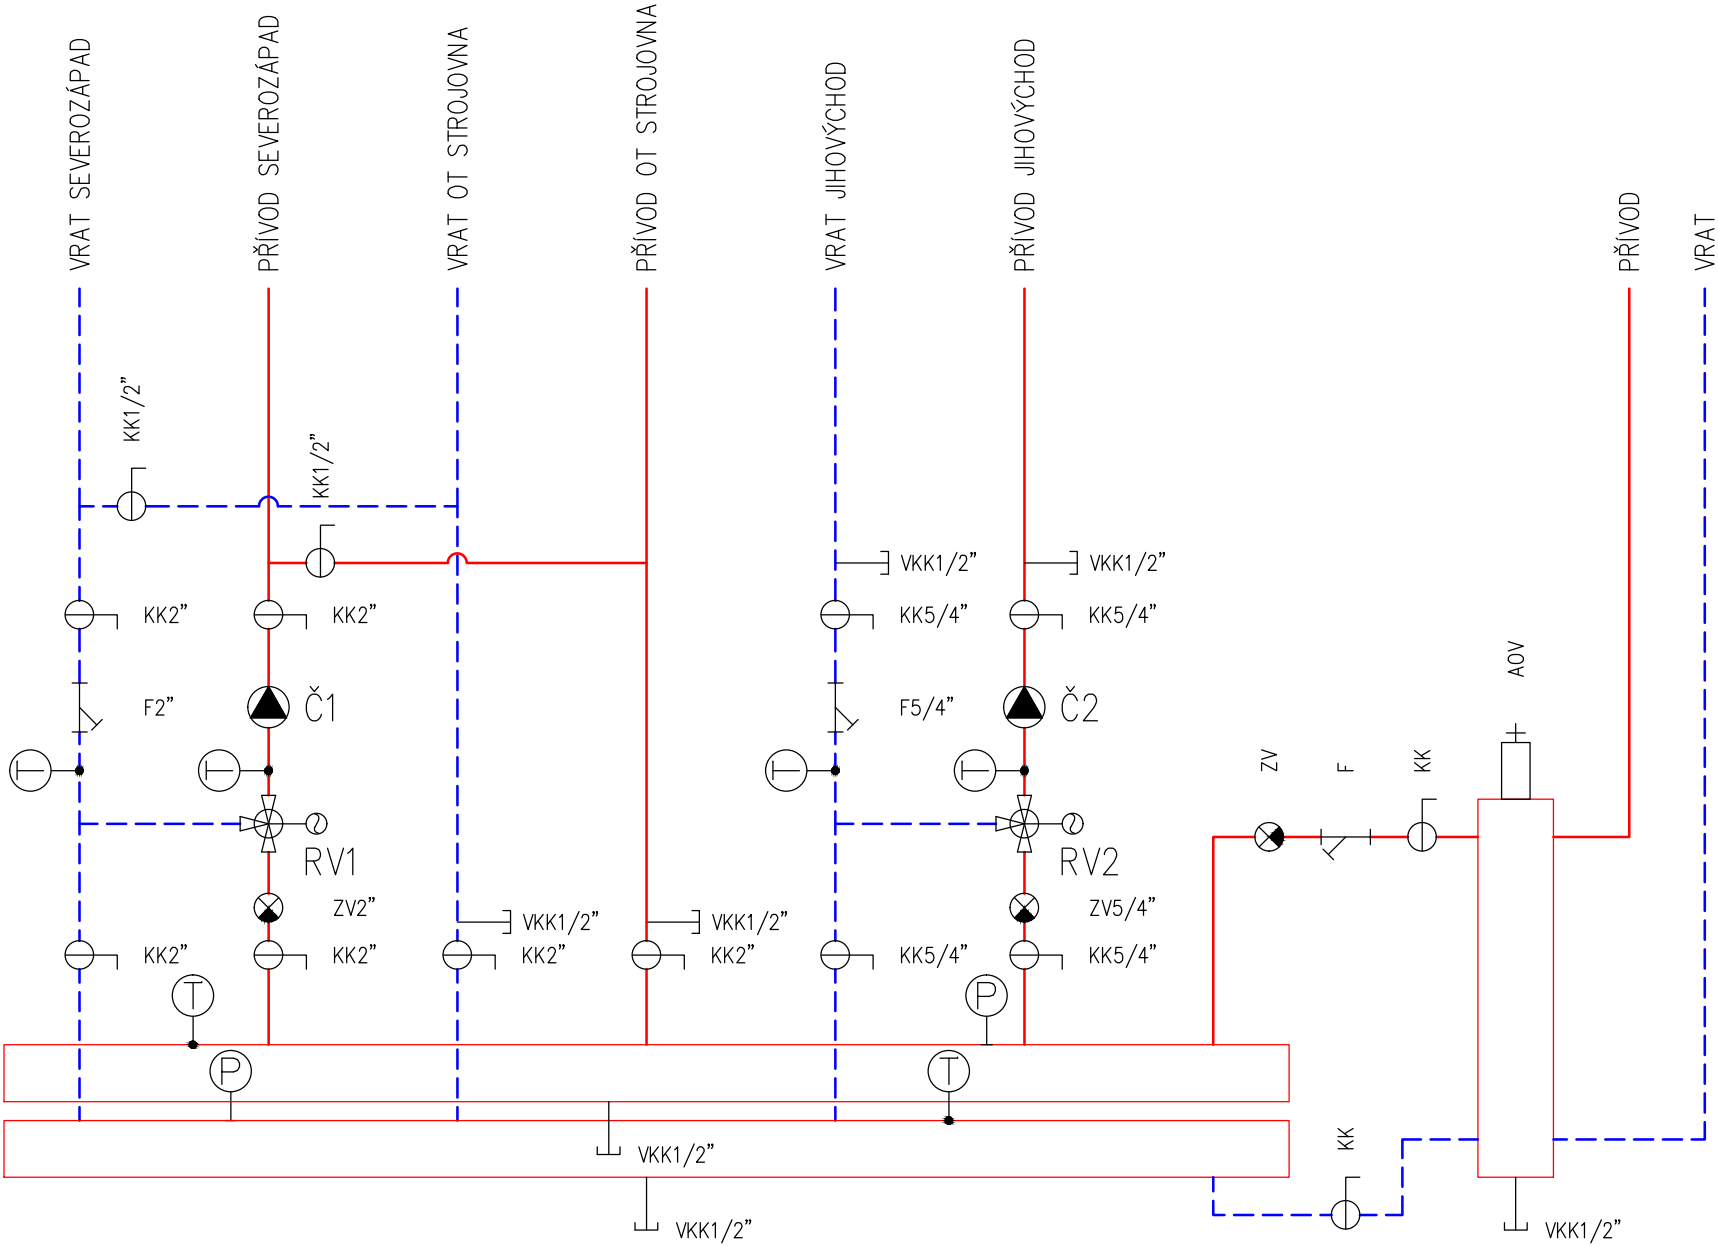 VRAT SEVEROZÁPAD
PŘÍVOD SEVEROZÁPAD
VRAT OT STROJOVNA
PŘÍVOD OT STROJOVNA
VRAT JIHOVÝCHOD
PŘÍVOD JIHOVÝCHOD
PŘÍVOD
VRAT
KK1/2”
KK1/2”
VKK1/2”
VKK1/2”
KK2”
KK2”
KK5/4”
KK5/4”
F2”
Č1
F5/4”
Č2
AOV
T
T
T
T
ZV
F
KK
RV1
RV2
ZV2”
ZV5/4”
VKK1/2”
VKK1/2”
KK2”
KK2”
KK2”
KK2”
KK5/4”
KK5/4”
T
P
P
T
VKK1/2”
KK
VKK1/2”
VKK1/2”